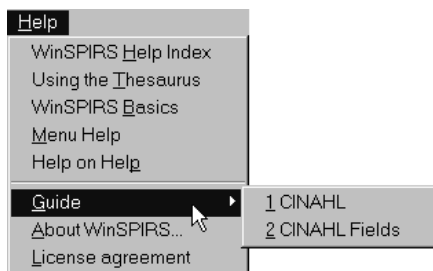 Help
WinSPIRS Help Index
Using the Thesaurus
WinSPIRS Basics
Menu Help
Help on Help
Guide
1 CINAHL
About WinSPIRS...
2 CINAHL Fields
License agreement